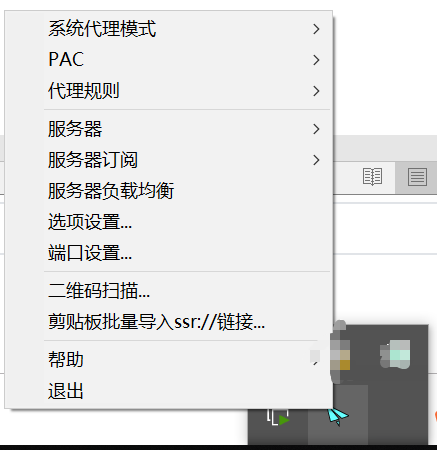 系统代理模式
PAC
代理规则
服务器
服务器订阅
服务器负载均衡
选项设置...
端口设置...
二维码扫描...
剪贴板批量导入ssr://链接...
帮助
退出